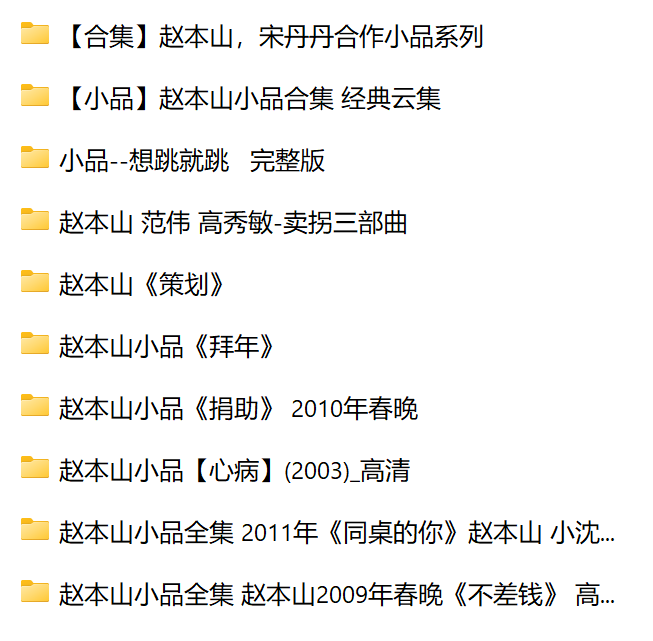 【合集】赵本山，宋丹丹合作小品系列
【小品】赵本山小品合集 经典云集
小品--想跳就跳 完整版
赵本山 范伟 高秀敏-卖拐三部曲
赵本山《策划》
赵本山小品《拜年》
赵本山小品《捐助》 2010年春晚
赵本山小品【心病】(2003)_高清
赵本山小品全集 2011年《同桌的你》赵本山 小沈...
赵本山小品全集 赵本山2009年春晚《不差钱》 高...